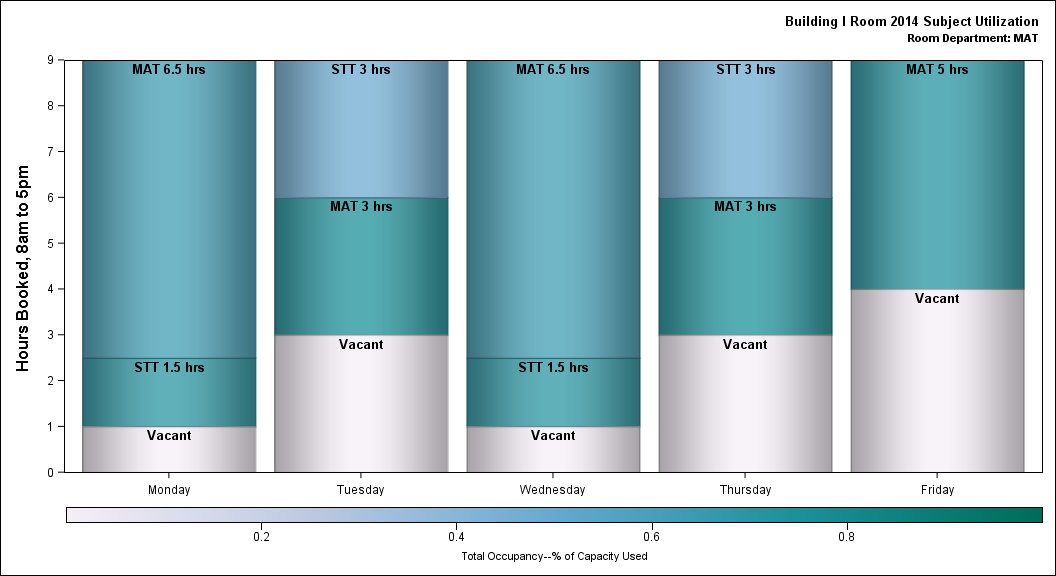 Building I Room 2014 Subject Utilization
Room Department: MAT
Hours Booked, 8am to 5pm
9
8
7
6
5
4
3
2
1
0
MAT 6.5 hrs
STT 1.5 hrs
Vacant
STT 3 hrs
MAT 3 hrs
Vacant
MAT 6.5 hrs
STT 1.5 hrs
Vacant
STT 3 hrs
MAT 3 hrs
Vacant
MAT 5 hrs
Vacant
Monday Tuesday Wednesday Thursday Friday
0.2 0.4 0.6 0.8
Total Occupancy--% of Capacity Used